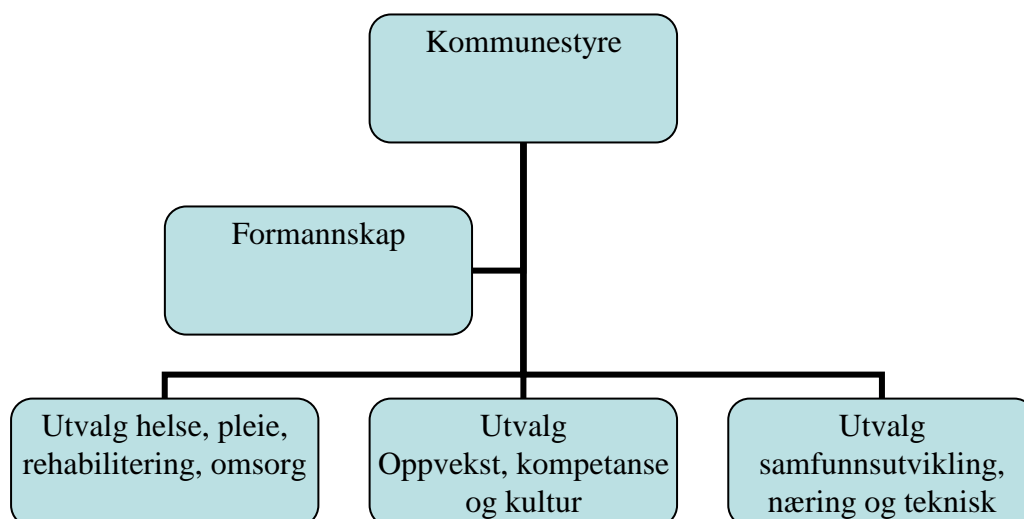 Kommunestyre
Formannskap
Utvalg helse, pleie,
rehabilitering, omsorg
Utvalg
Oppvekst, kompetanse
og kultur
Utvalg
samfunnsutvikling,
næring og teknisk